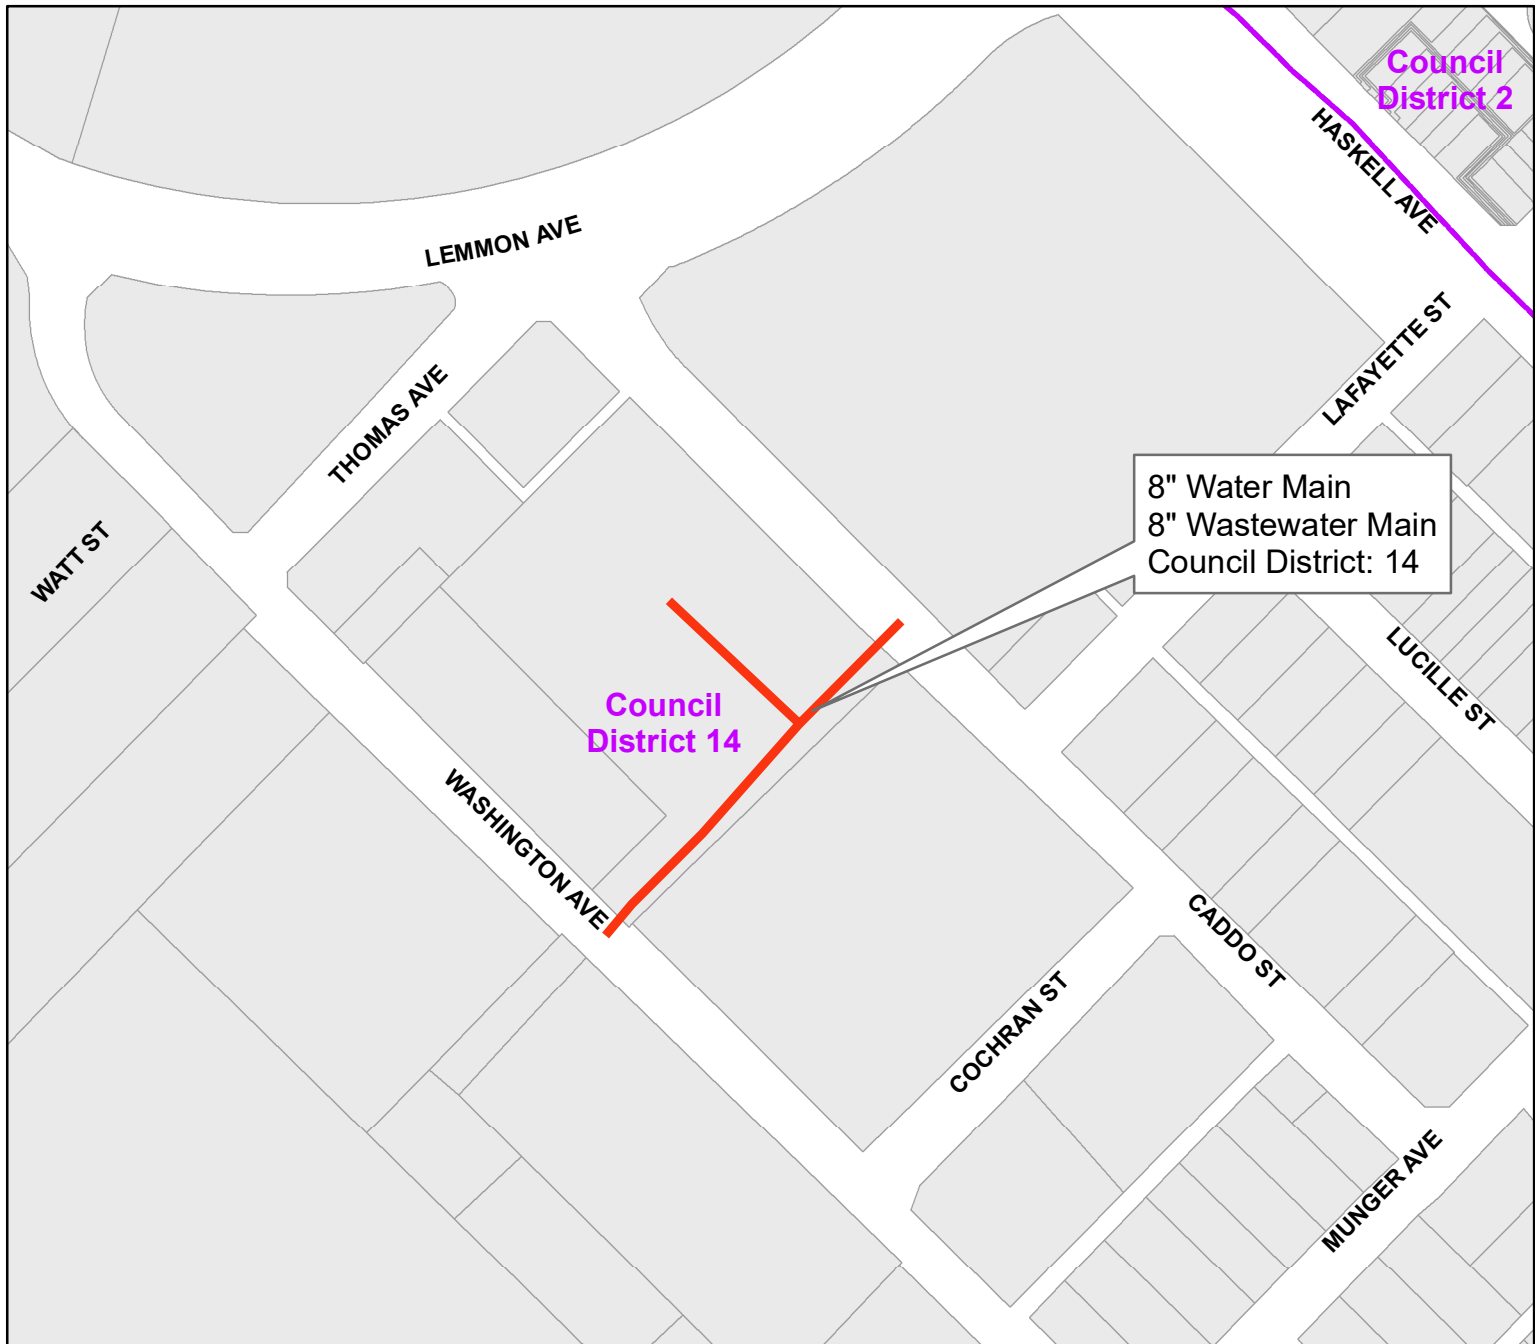 Council
District 2
HASKELL AVE
LEMMON AVE
LAFAYETTE ST
THOMAS AVE
8" Water Main
8" Wastewater Main
Council District: 14
WATT ST
LUCILLE ST
Council
District 14
WASHINGTON AVE
CADDO ST
COCHRAN ST
MUNGER AVE